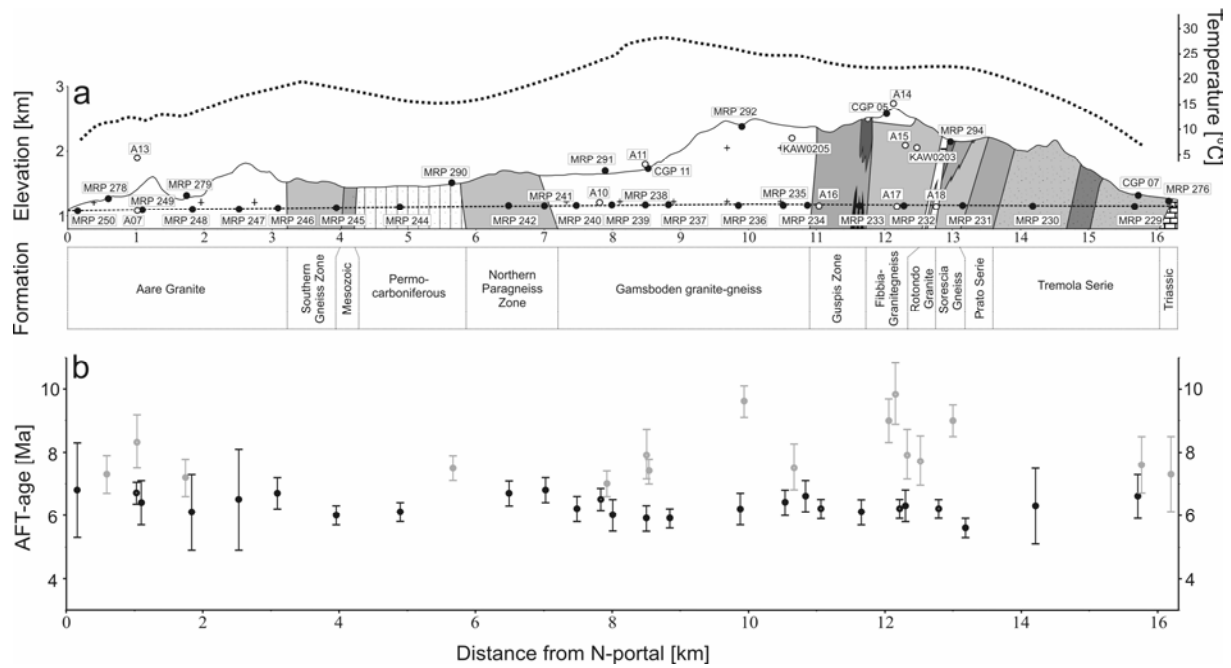 a
Elevation [km]
3
2
1
Temperature [°C]
30
25
20
15
10
5
A14
CGP 05
MRP 292
MRP 294
A13
A11
A15
KAW0205
KAW0203
MRP 291
CGP 11
MRP 290
MRP 278
MRP 279
CGP 07
MRP 276
MRP 249
MRP 241
A10
MRP 238
MRP 235
A16
A17
A18
MRP 250
A07
MRP 248
MRP 247
MRP 246
MRP 245
MRP 244
MRP 242
MRP 240
MRP 239
MRP 237
MRP 236
MRP 234
MRP 233
MRP 232
MRP 231
MRP 230
MRP 229
0 1 2 3 4 5 6 7 8 9 10 11 12 13 14 15 16
Formation
Aare Granite
Southern
Gneiss Zone
Mesozoic
Permo-
carboniferous
Northern
Paragneiss
Zone
Gamsboden granite-gneiss
Guspis Zone
Fibbia-
Granitegneiss
Rotondo
Granite
Sorescia
Gneiss
Prato Serie
Tremola Serie
Triassic
b
AFT-age [Ma]
10
8
6
4
10
8
6
4
0 2 4 6 8 10 12 14 16
Distance from N-portal [km]